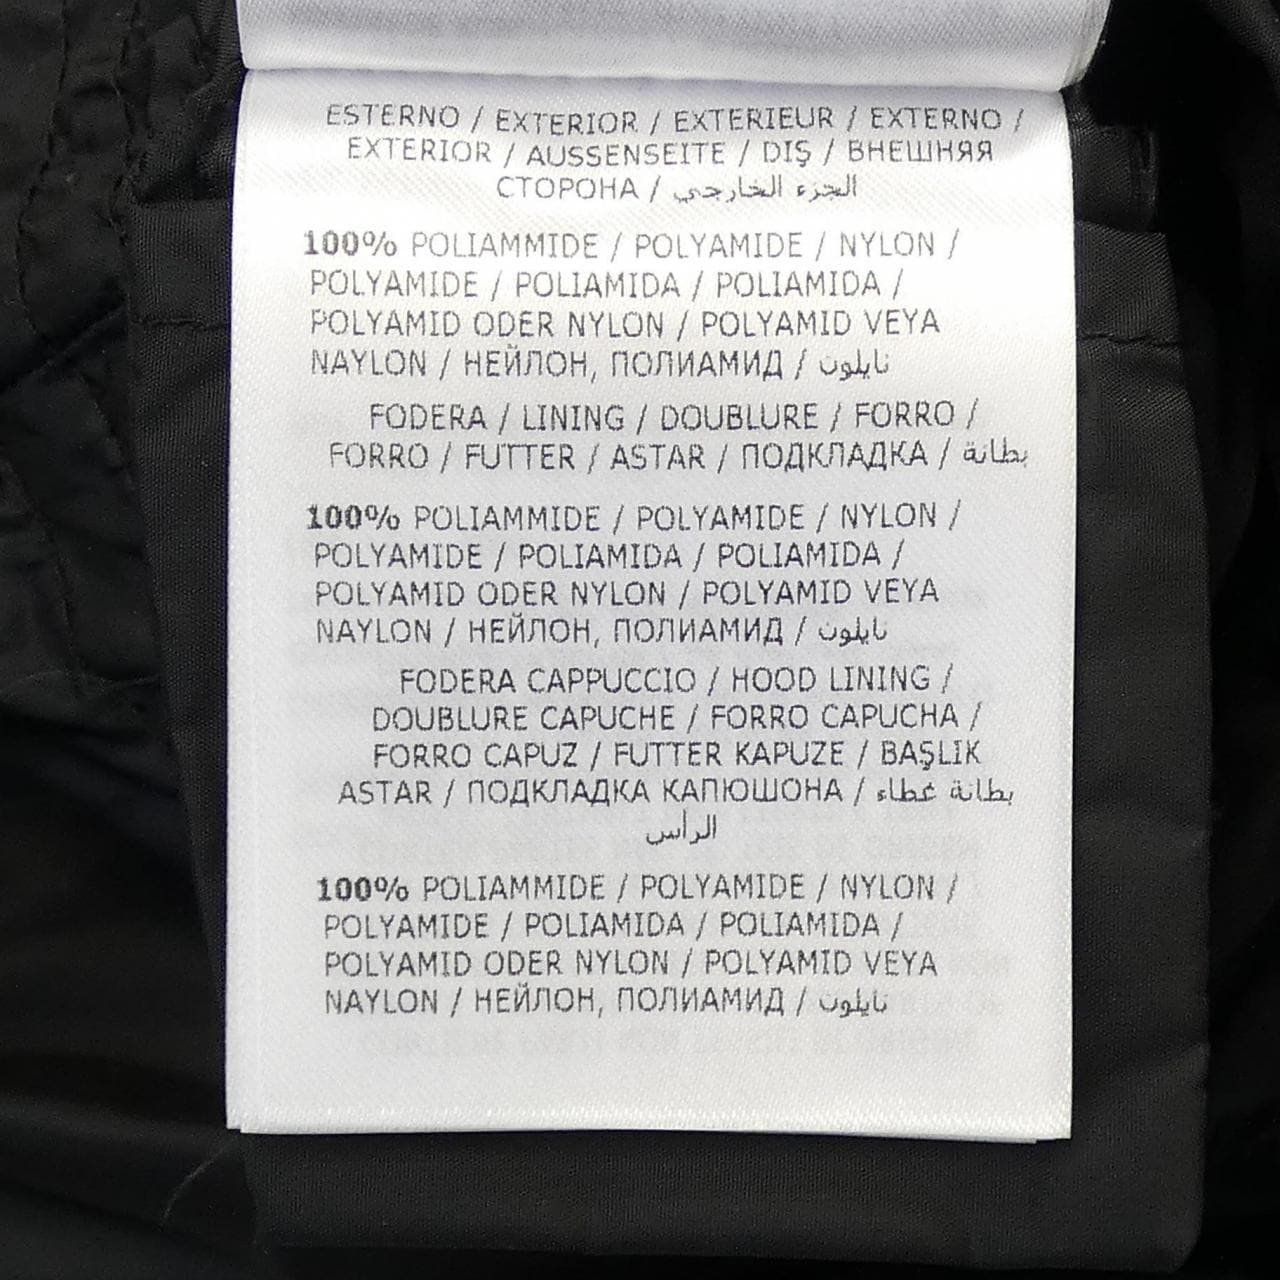 ESTERNO / EXTERIOR / EXTERIEUR / EXTERNO /
EXTERIOR / AUSSENSEITE / DIŞ / ВНЕШНЯЯ
СТОРОНА / الجزء الخارجي
100% POLIAMMIDE / POLYAMIDE / NYLON /
POLYAMIDE / POLIAMIDA / POLIAMIDA /
POLYAMID ODER NYLON / POLYAMID VEYA
NAYLON / НЕЙЛОН, ПОЛИАМИД / نايلون
FODERA / LINING / DOUBLURE / FORRO /
FORRO / FUTTER / ASTAR / ПОДКЛАДКА / بطانة
100% POLIAMMIDE / POLYAMIDE / NYLON /
POLYAMIDE / POLIAMIDA / POLIAMIDA /
POLYAMID ODER NYLON / POLYAMID VEYA
NAYLON / НЕЙЛОН, ПОЛИАМИД / نايلون
FODERA CAPPUCCIO / HOOD LINING /
DOUBLURE CAPUCHE / FORRO CAPUCHA /
FORRO CAPUZ / FUTTER KAPUZE / BAŞLIK
ASTAR / ПОДКЛАДКА КАПЮШОНА / بطانة غطاء
الرأس
100% POLIAMMIDE / POLYAMIDE / NYLON /
POLYAMIDE / POLIAMIDA / POLIAMIDA /
POLYAMID ODER NYLON / POLYAMID VEYA
NAYLON / НЕЙЛОН, ПОЛИАМИД / نايلون